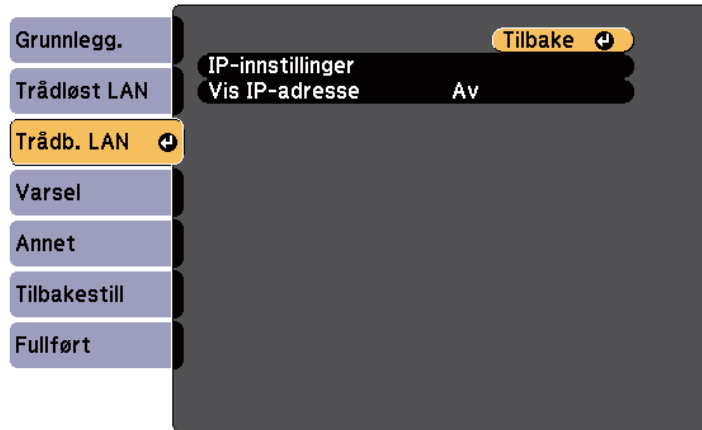 Grunnlegg.
Trådløst LAN
Trådb. LAN
Varsel
Annet
Tilbakestill
Fullført
Tilbake
IP-innstillinger
Vis IP-adresse Av